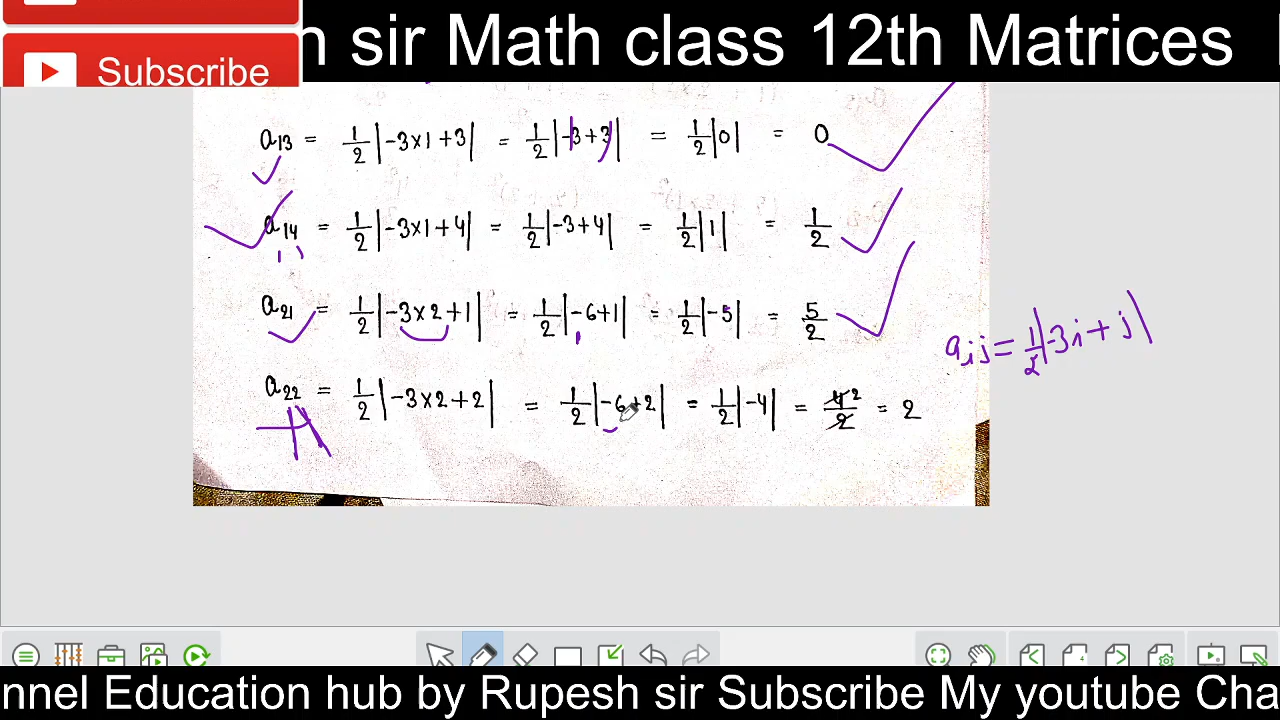 n sir Math class 12th Matrices
Subscribe
a₁₃ = 1/2 |-3×1+3| = 1/2 |-3+3| = 1/2 |0| = 0
a₁₄ = 1/2 |-3×1+4| = 1/2 |-3+4| = 1/2 |1| = 1/2
a₂₁ = 1/2 |-3×2+1| = 1/2 |-6+1| = 1/2 |-5| = 5/2
aᵢⱼ = 1/2 |-3i+j|
a₂₂ = 1/2 |-3×2+2| = 1/2 |-6+2| = 1/2 |-4| = 4/2 2 = 2
nnel Education hub by Rupesh sir Subscribe My youtube Cha